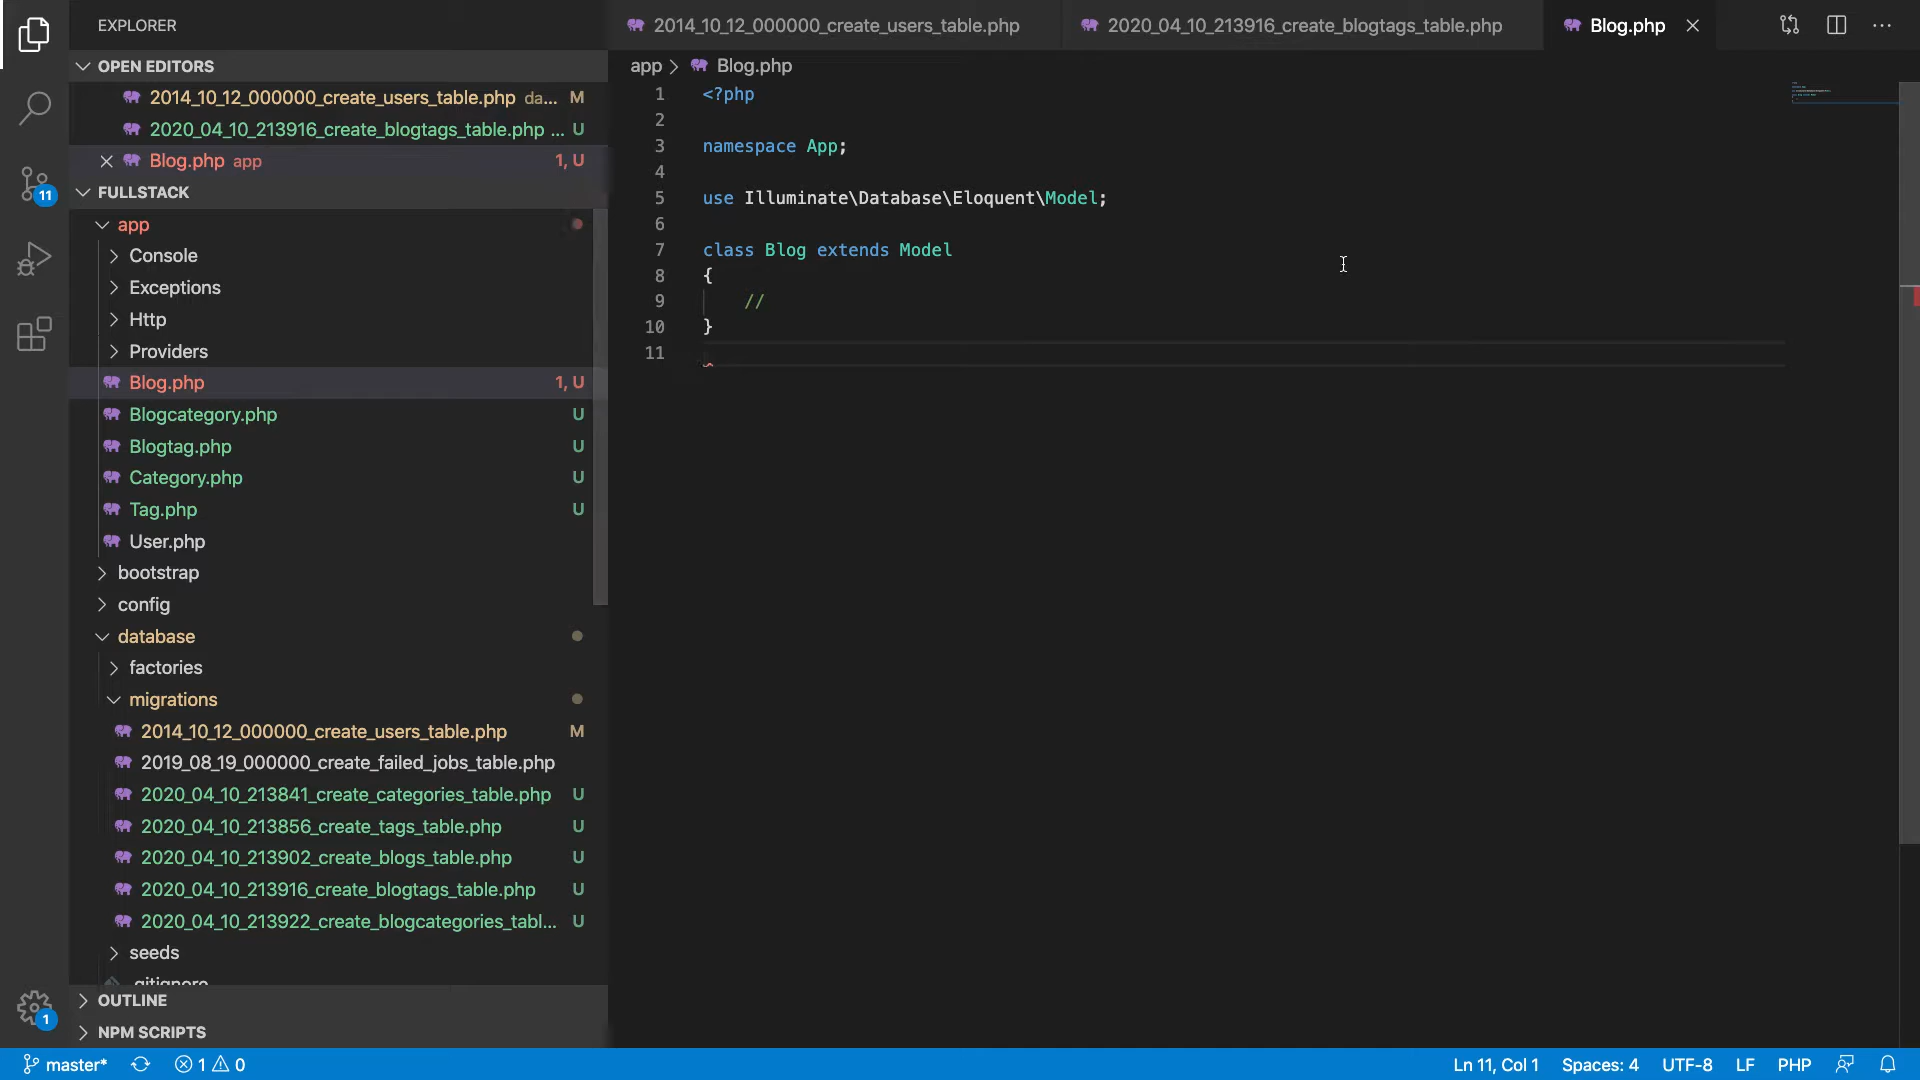 EXPLORER
OPEN EDITORS
2014_10_12_000000_create_users_table.php da... M
2020_04_10_213916_create_blogtags_table.php ... U
Blog.php app 1, U
FULLSTACK
app
Console
Exceptions
Http
Providers
Blog.php 1, U
Blogcategory.php U
Blogtag.php U
Category.php U
Tag.php U
User.php
bootstrap
config
database
factories
migrations
2014_10_12_000000_create_users_table.php M
2019_08_19_000000_create_failed_jobs_table.php
2020_04_10_213841_create_categories_table.php U
2020_04_10_213856_create_tags_table.php U
2020_04_10_213902_create_blogs_table.php U
2020_04_10_213916_create_blogtags_table.php U
2020_04_10_213922_create_blogcategories_tabl... U
seeds
.gitignore
OUTLINE
NPM SCRIPTS
11
1
2014_10_12_000000_create_users_table.php
2020_04_10_213916_create_blogtags_table.php
Blog.php
app > Blog.php
1 <?php
2
3 namespace App;
4
5 use Illuminate\Database\Eloquent\Model;
6
7 class Blog extends Model
8 {
9 //
10 }
11
master* 1 0 Ln 11, Col 1 Spaces: 4 UTF-8 LF PHP